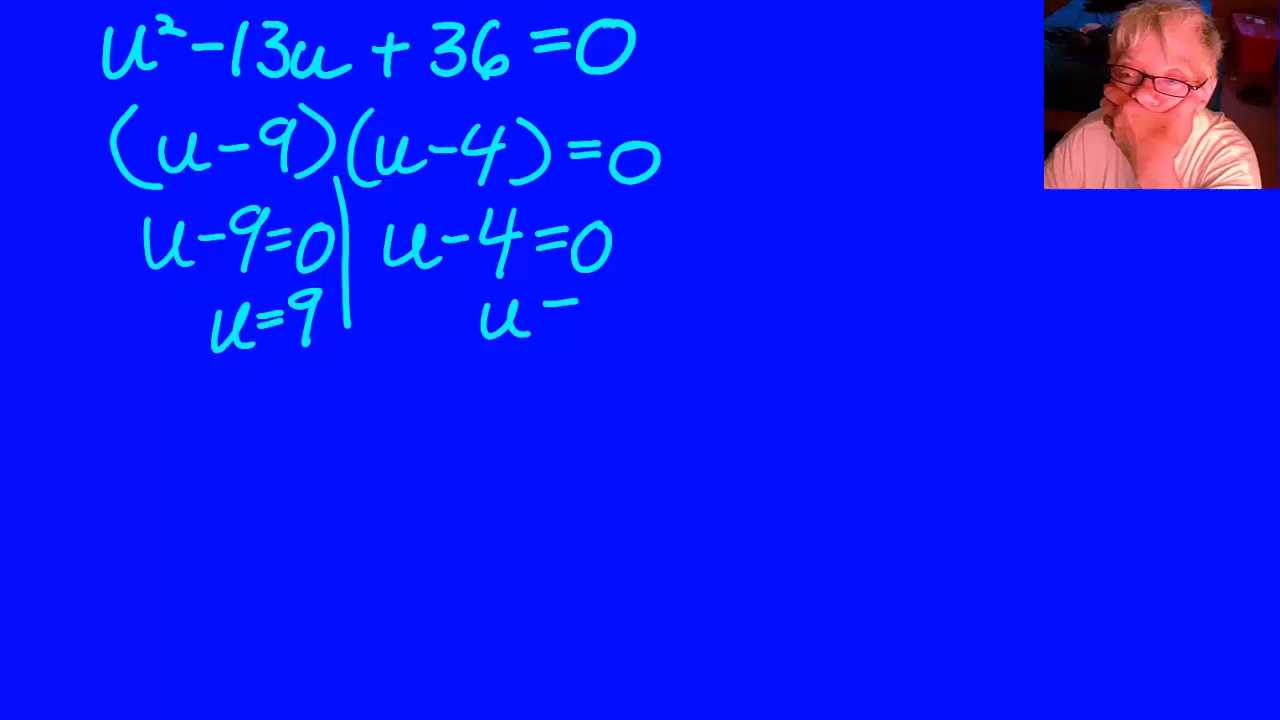 u²-13u+36=0
(u-9)(u-4)=0
u-9=0 | u-4=0
u=9 | u-